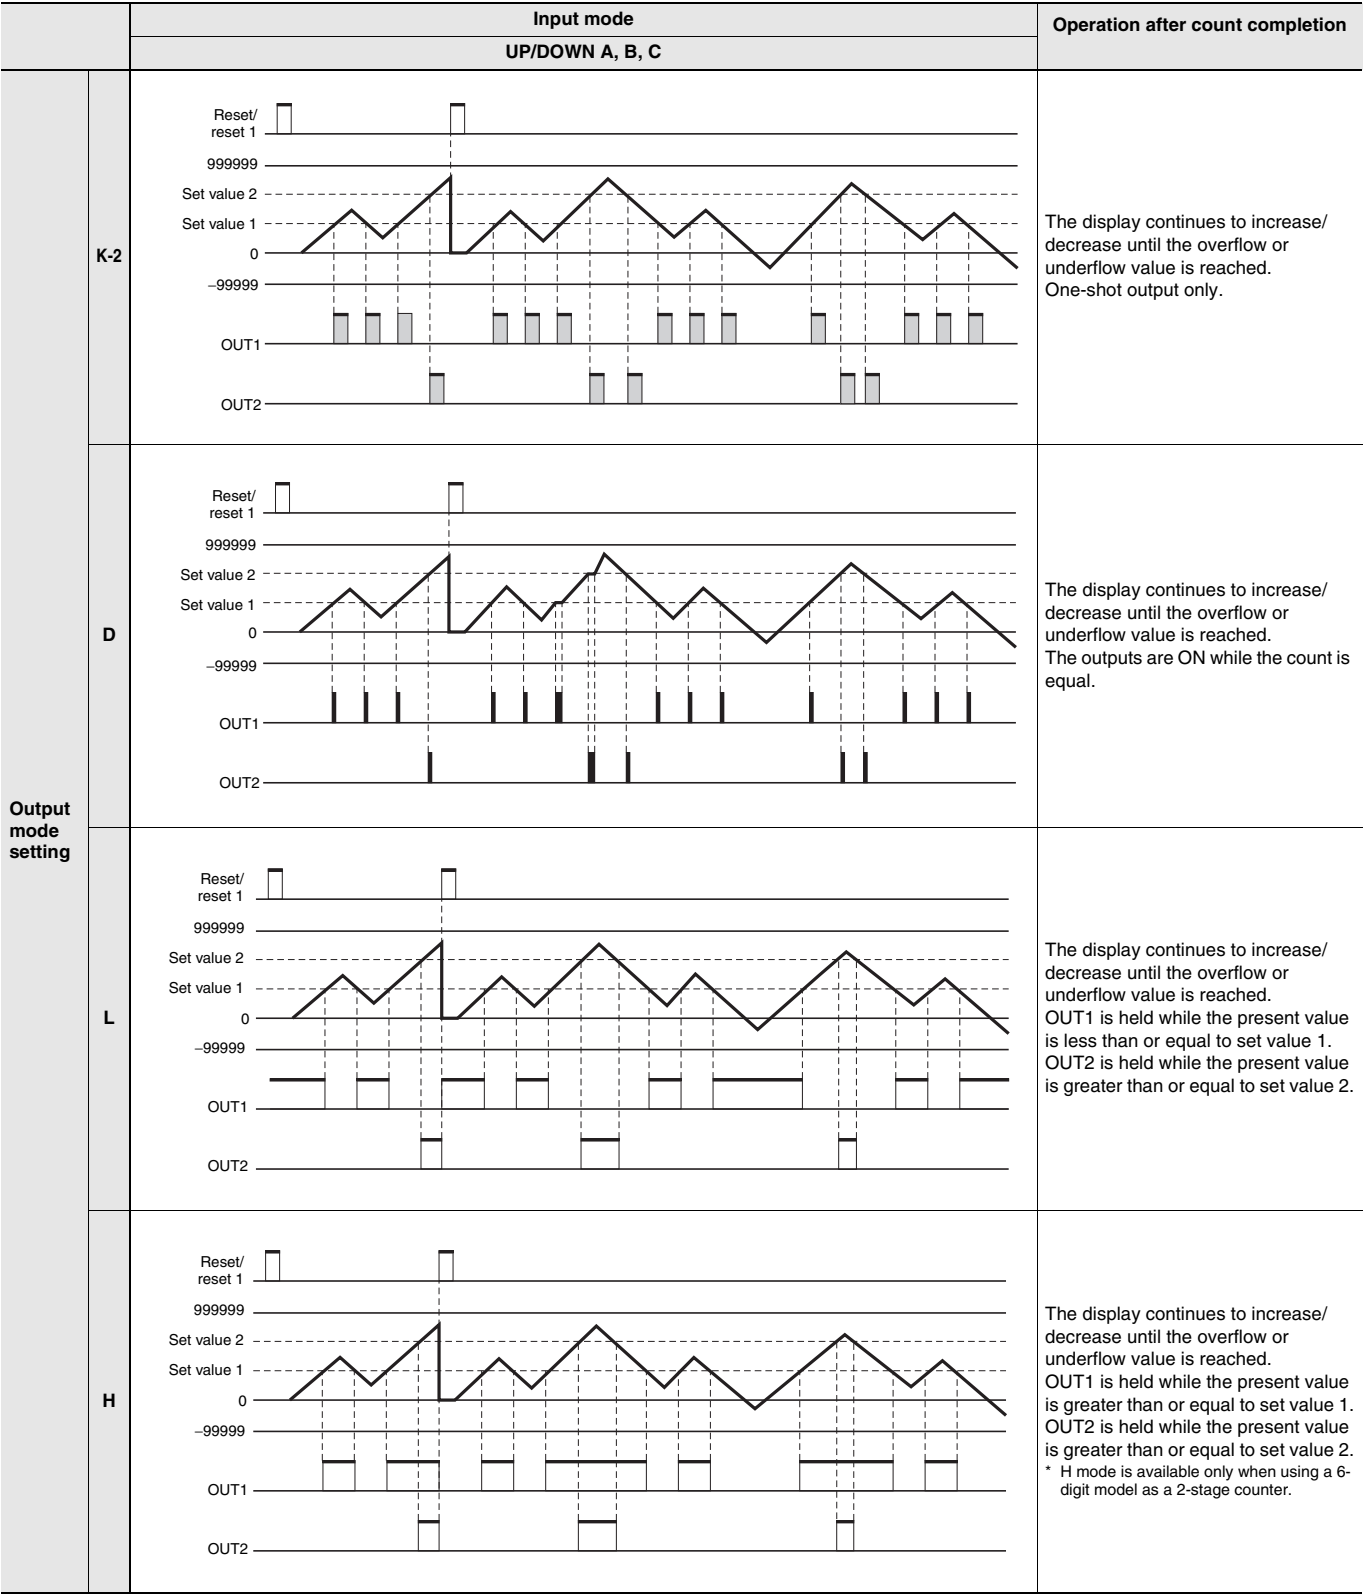 Input mode
Operation after count completion
UP/DOWN A, B, C
Output
mode
setting
K-2
Reset/
reset 1
999999
Set value 2
Set value 1
0
−99999
OUT1
OUT2
The display continues to increase/
decrease until the overflow or
underflow value is reached.
One-shot output only.
D
Reset/
reset 1
999999
Set value 2
Set value 1
0
−99999
OUT1
OUT2
The display continues to increase/
decrease until the overflow or
underflow value is reached.
The outputs are ON while the count is
equal.
L
Reset/
reset 1
999999
Set value 2
Set value 1
0
−99999
OUT1
OUT2
The display continues to increase/
decrease until the overflow or
underflow value is reached.
OUT1 is held while the present value
is less than or equal to set value 1.
OUT2 is held while the present value
is greater than or equal to set value 2.
H
Reset/
reset 1
999999
Set value 2
Set value 1
0
−99999
OUT1
OUT2
The display continues to increase/
decrease until the overflow or
underflow value is reached.
OUT1 is held while the present value
is greater than or equal to set value 1.
OUT2 is held while the present value
is greater than or equal to set value 2.
* H mode is available only when using a 6-
digit model as a 2-stage counter.